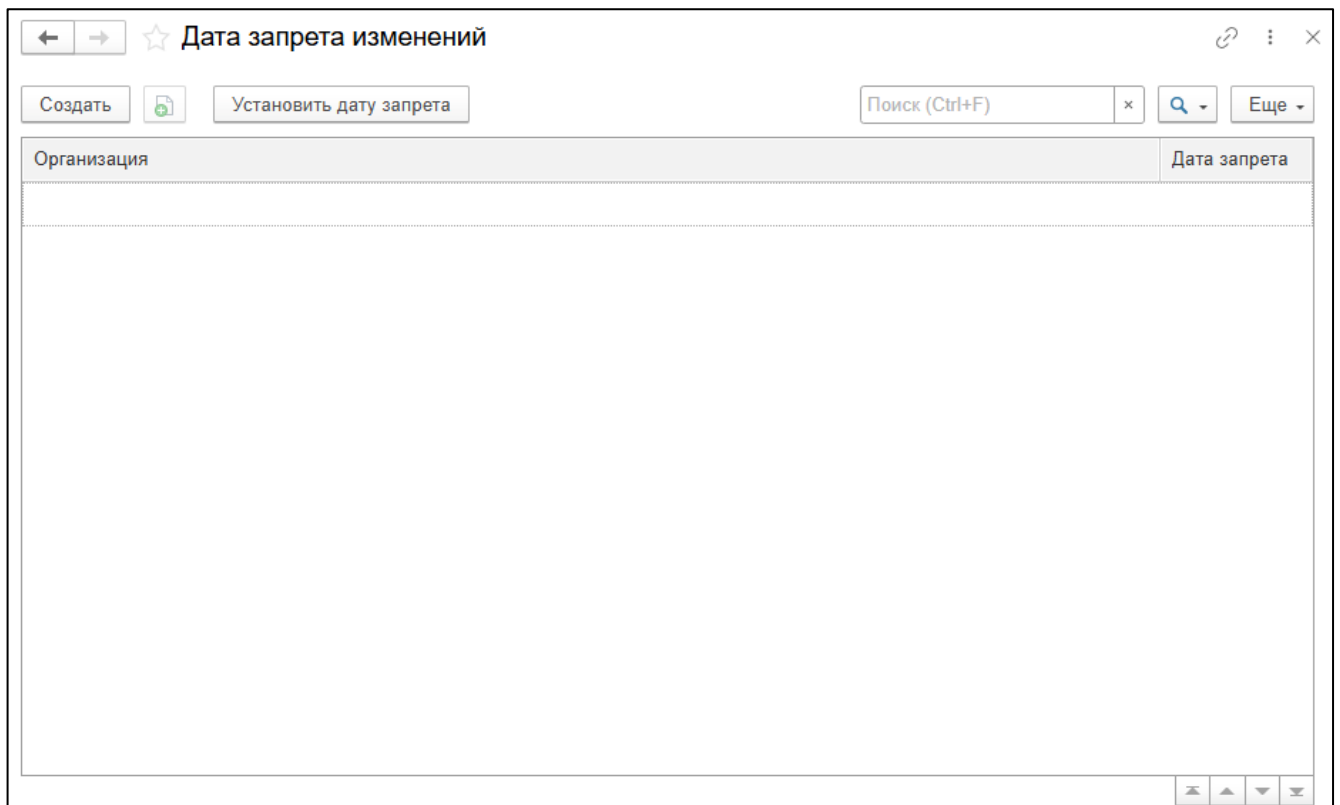 Дата запрета изменений
Создать Установить дату запрета Поиск (Ctrl+F) × Еще
Организация Дата запрета